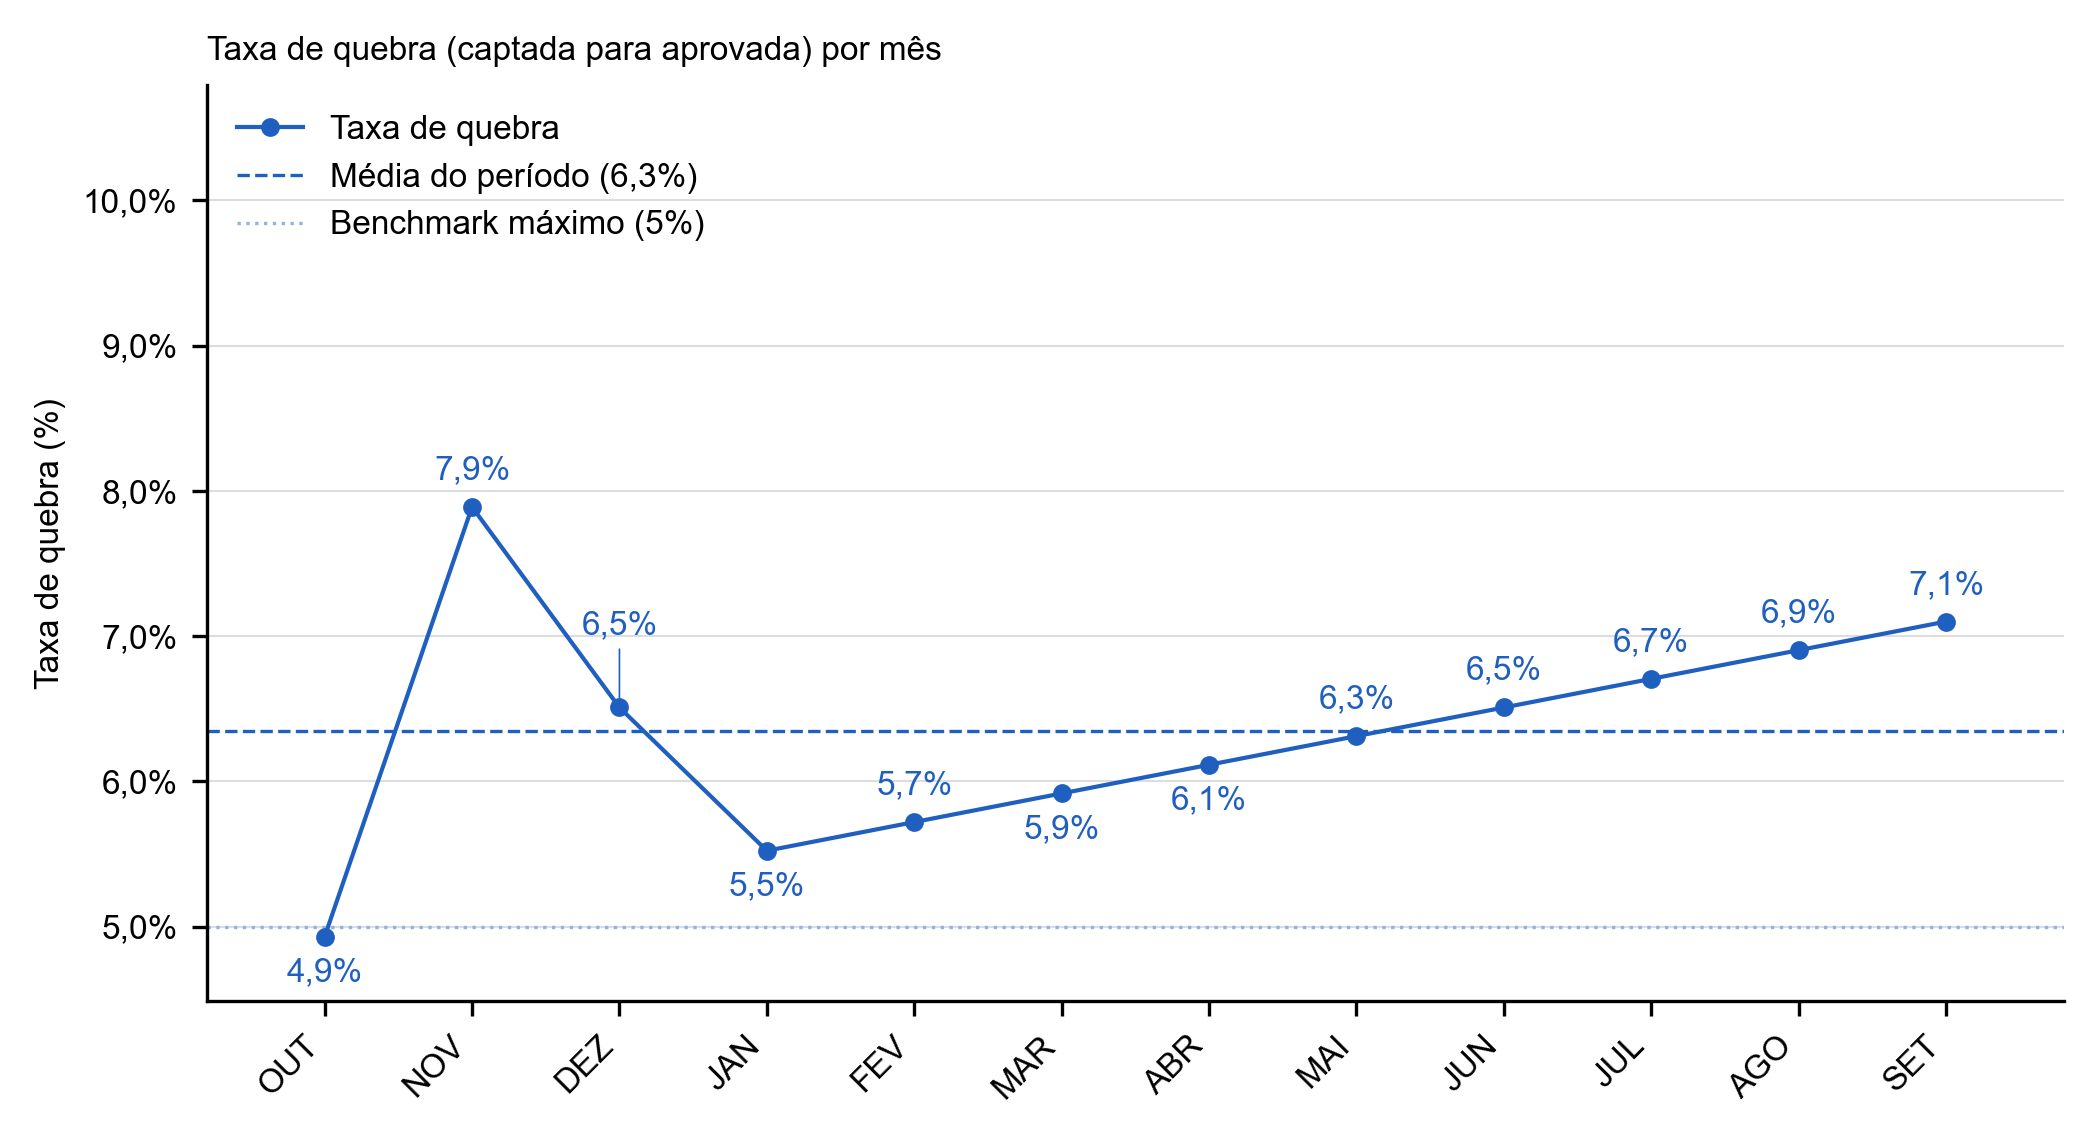 Taxa de quebra (captada para aprovada) por mês
Taxa de quebra
Média do período (6,3%)
Benchmark máximo (5%)
Taxa de quebra (%)
10,0%
9,0%
8,0%
7,0%
6,0%
5,0%
4,9%
7,9%
6,5%
5,5%
5,7%
5,9%
6,1%
6,3%
6,5%
6,7%
6,9%
7,1%
OUT
NOV
DEZ
JAN
FEV
MAR
ABR
MAI
JUN
JUL
AGO
SET